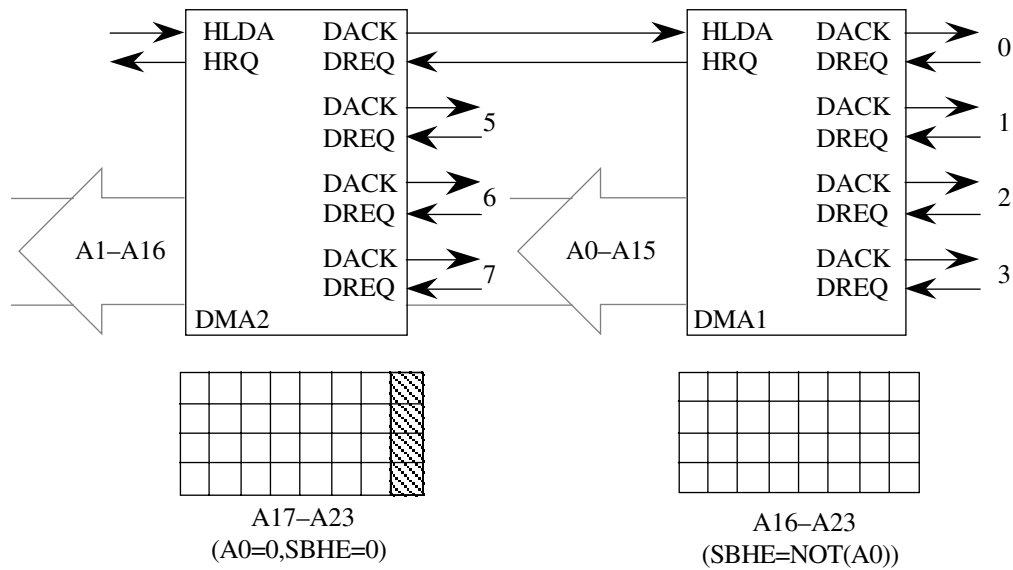 HLDA DACK HLDA DACK
0
HRQ DREQ HRQ DREQ
DACK DACK
5 1
DREQ DREQ
DACK DACK
6 2
DREQ DREQ
A1–A16 A0–A15
DACK DACK
7 3
DREQ DREQ
DMA2 DMA1
A17–A23 A16–A23
(A0=0,SBHE=0) (SBHE=NOT(A0))